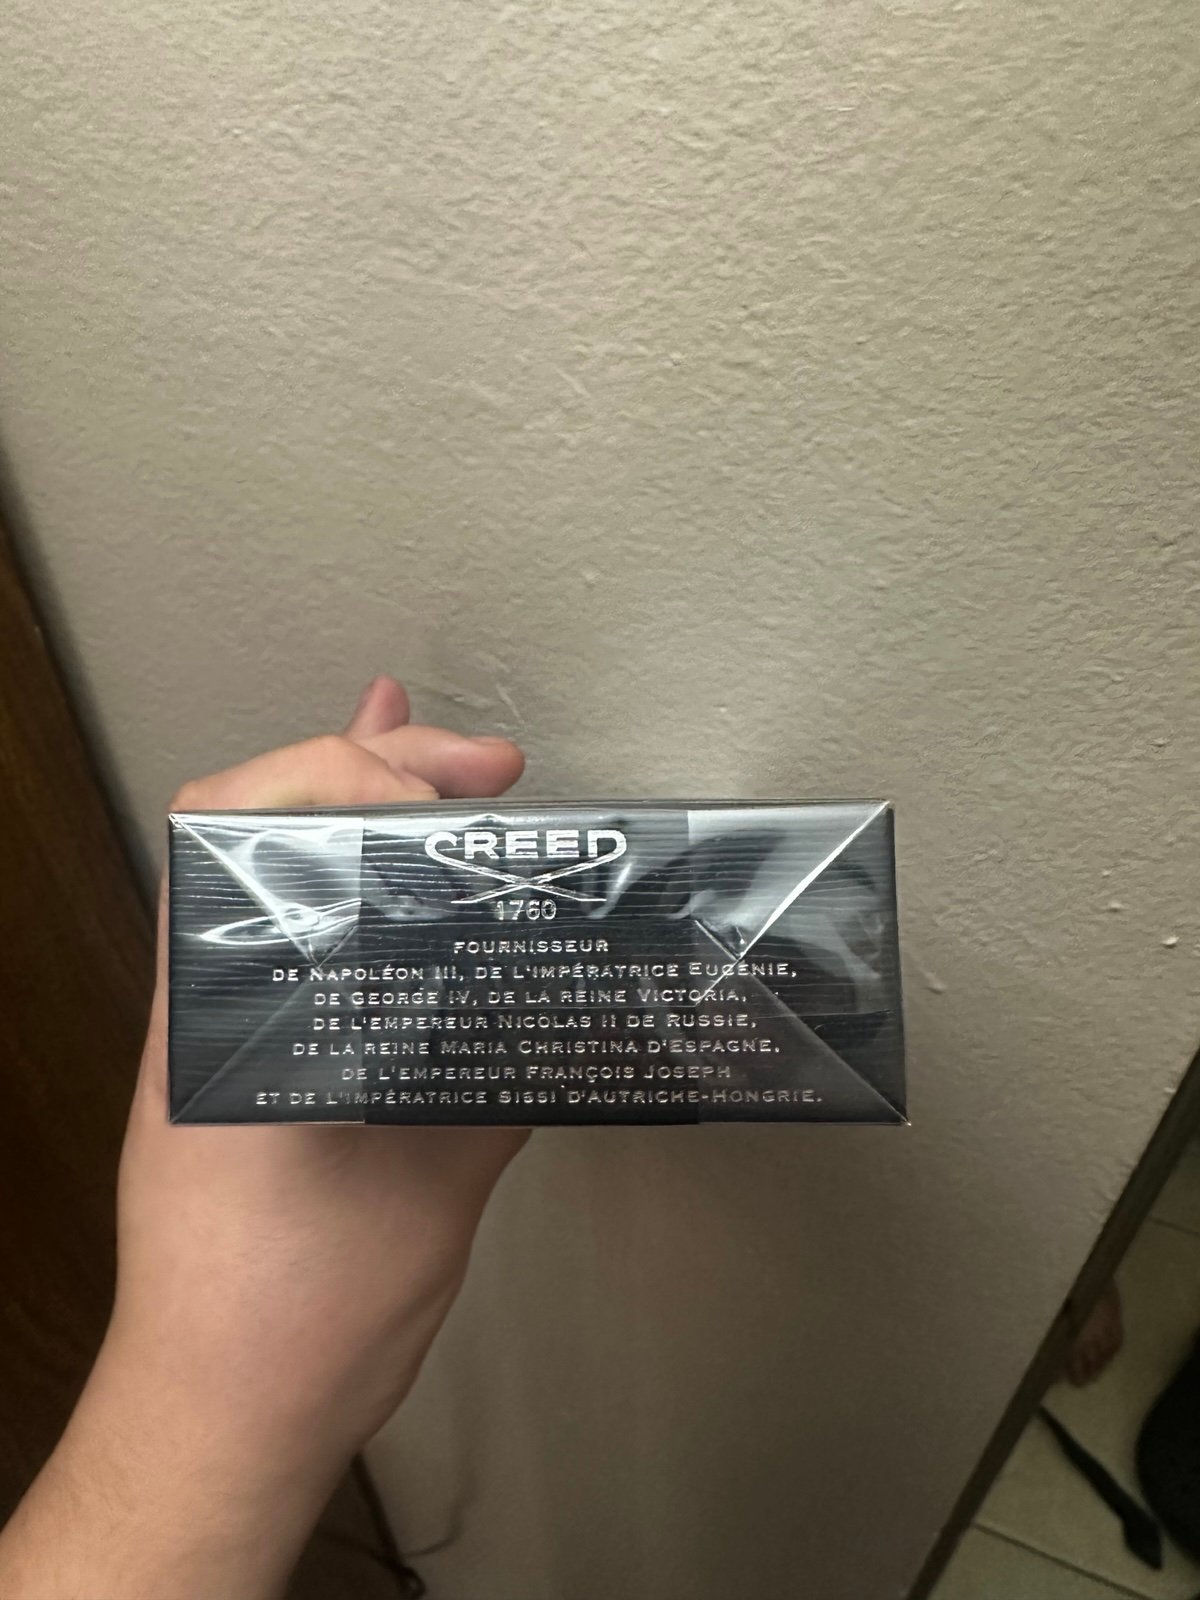 CREED
1760
FOURNISSEUR
DE NAPOLÉON III, DE L'IMPÉRATRICE EUGÉNIE,
DE GEORGE IV, DE LA REINE VICTORIA,
DE L'EMPEREUR NICOLAS II DE RUSSIE,
DE LA REINE MARIA CHRISTINA D'ESPAGNE,
DE L'EMPEREUR FRANÇOIS JOSEPH
ET DE L'IMPÉRATRICE SISSI D'AUTRICHE-HONGRIE.